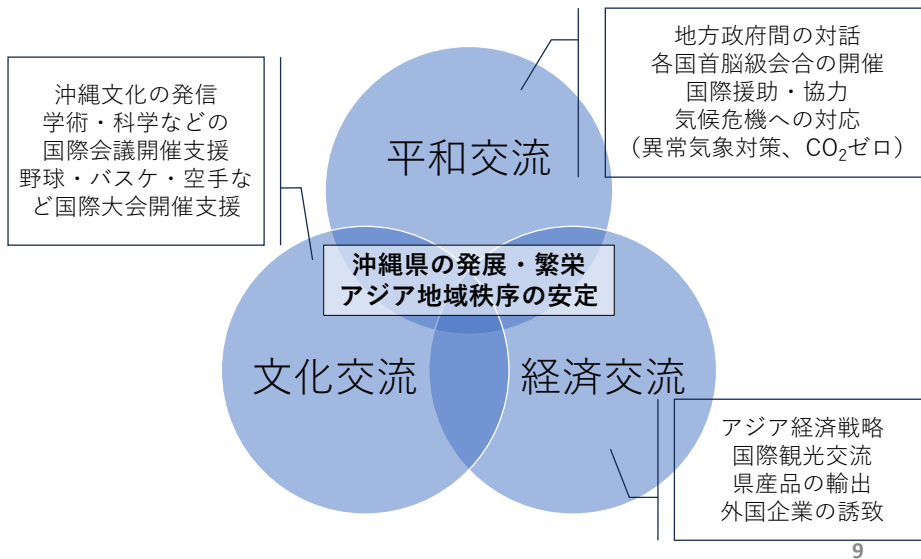 地方政府間の対話
各国首脳級会合の開催
国際援助・協力
気候危機への対応
(異常気象対策、CO₂ゼロ)
沖縄文化の発信
学術・科学などの
国際会議開催支援
野球・バスケ・空手な
ど国際大会開催支援
平和交流
沖縄県の発展・繁栄
アジア地域秩序の安定
文化交流
経済交流
アジア経済戦略
国際観光交流
県産品の輸出
外国企業の誘致
9